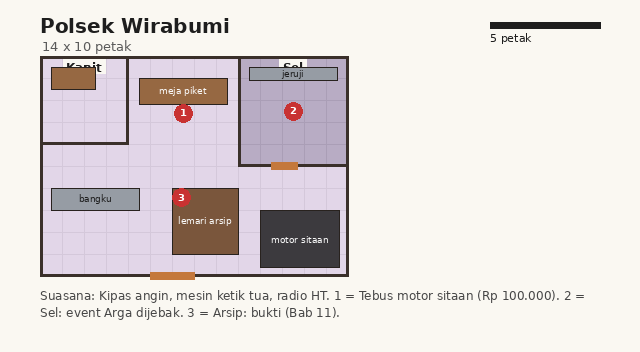 Polsek Wirabumi
14 x 10 petak
5 petak
Kanit
Sel
jeruji
meja piket
1
2
bangku
3
lemari arsip
motor sitaan
Suasana: Kipas angin, mesin ketik tua, radio HT. 1 = Tebus motor sitaan (Rp 100.000). 2 =
Sel: event Arga dijebak. 3 = Arsip: bukti (Bab 11).